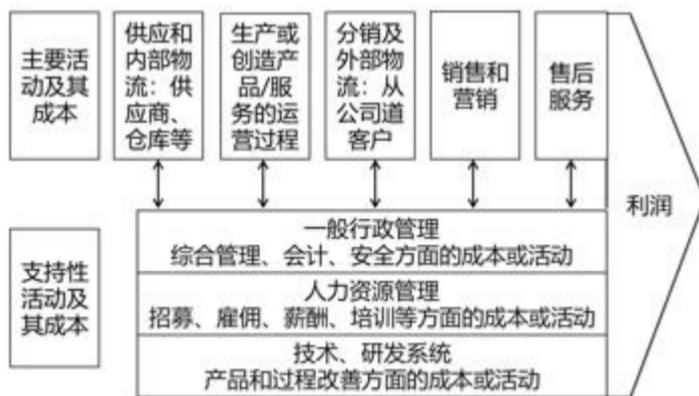 主要活
动及其
成本
供应和
内部物
流：供
应商、
仓库等
生产或
创造产
品/服
务的运
营过程
分销及
外部物
流：从
公司道
客户
销售和
营销
售后
服务
利润
支持性
活动及
其成本
一般行政管理
综合管理、会计、安全方面的成本或活动
人力资源管理
招募、雇佣、薪酬、培训等方面的成本或活动
技术、研发系统
产品和过程改善方面的成本或活动